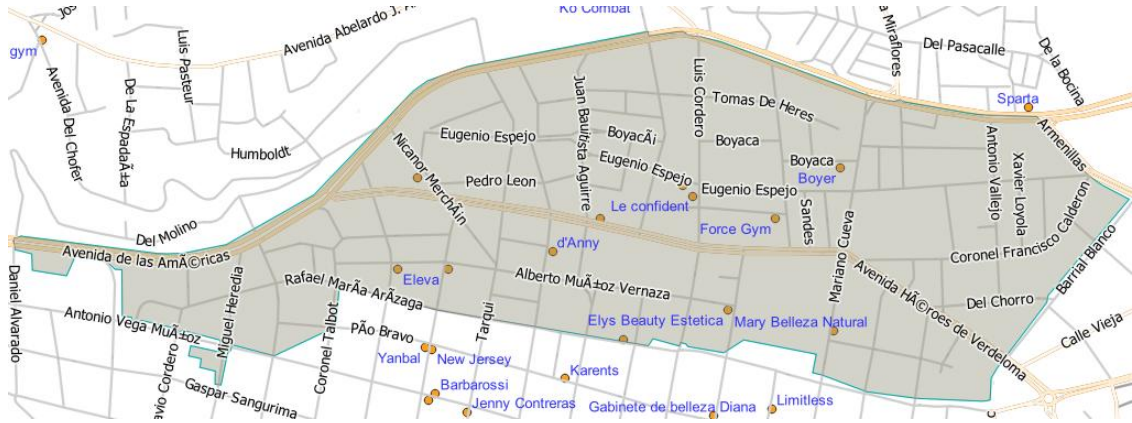 Jos
Luis Pasteur
Avenida Abelardo J. A
Ko Combat
a Miraflores
Del Pasacalle
De la Bocina
gym
Avenida Del Chofer
De La EspadaÃ±a
Humboldt
Sparta
Armenillas
Juan Bautista Aguirre
Luis Cordero
Tomas De Heres
Eugenio Espejo
BoyacÃ¡
Boyaca
Boyaca
Boyer
Nicanor MerchÃ¡n
Pedro Leon
Eugenio Espejo
Eugenio Espejo
Le confident
Force Gym
Sandes
Antonio Vallejo
Xavier Loyola
Coronel Francisco Calderon
Barrial Blanco
Del Molino
Avenida de las AmÃ©ricas
d'Anny
Mariano Cueva
Daniel Alvarado
Miguel Heredia
Rafael MarÃ­a ArÃ­zaga
Eleva
Alberto MuÃ±oz Vernaza
Avenida HÃ©roes de Verdeloma
Del Chorro
Antonio Vega MuÃ±oz
Coronel Talbot
PÃ­o Bravo
Tarqui
Elys Beauty Estetica
Mary Belleza Natural
Calle Vieja
Yanbal
New Jersey
avio Cordero
Gaspar Sangurima
Barbarossi
Karents
Jenny Contreras
Gabinete de belleza Diana
Limitless